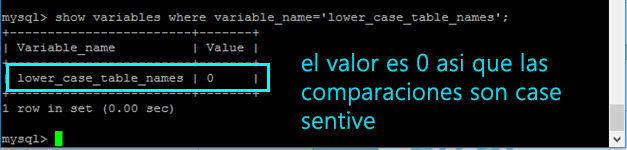 mysql> show variables where variable_name='lower_case_table_names';
+------------------------+-------+
| Variable_name | Value |
+------------------------+-------+
| lower_case_table_names | 0 |
+------------------------+-------+
1 row in set (0.00 sec)
mysql>
el valor es 0 asi que las
comparaciones son case
sentive